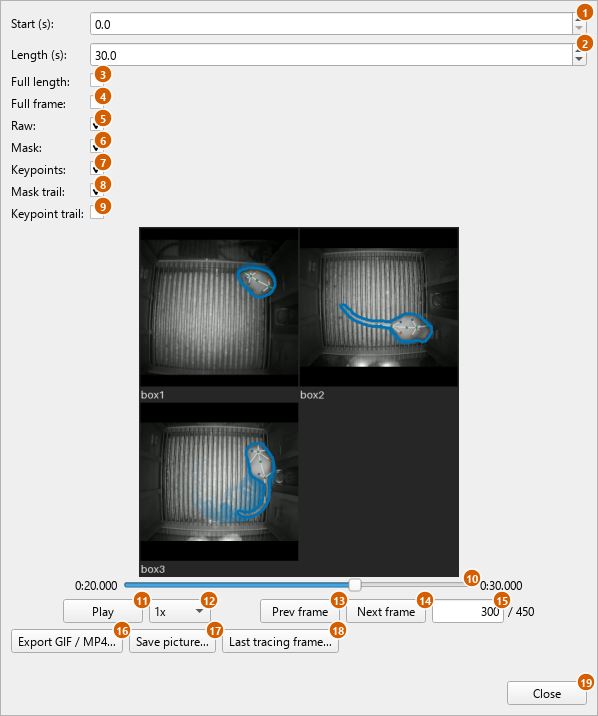 Start (s): 0.0 1
Length (s): 30.0 2
Full length: 3
Full frame: 4
Raw: 5
Mask: 6
Keypoints: 7
Mask trail: 8
Keypoint trail: 9
box1 box2
box3
0:20.000 10 0:30.000
Play 11 1x 12 Prev frame 13 Next frame 14 300 15 / 450
Export GIF / MP4... 16 Save picture... 17 Last tracing frame... 18
Close 19